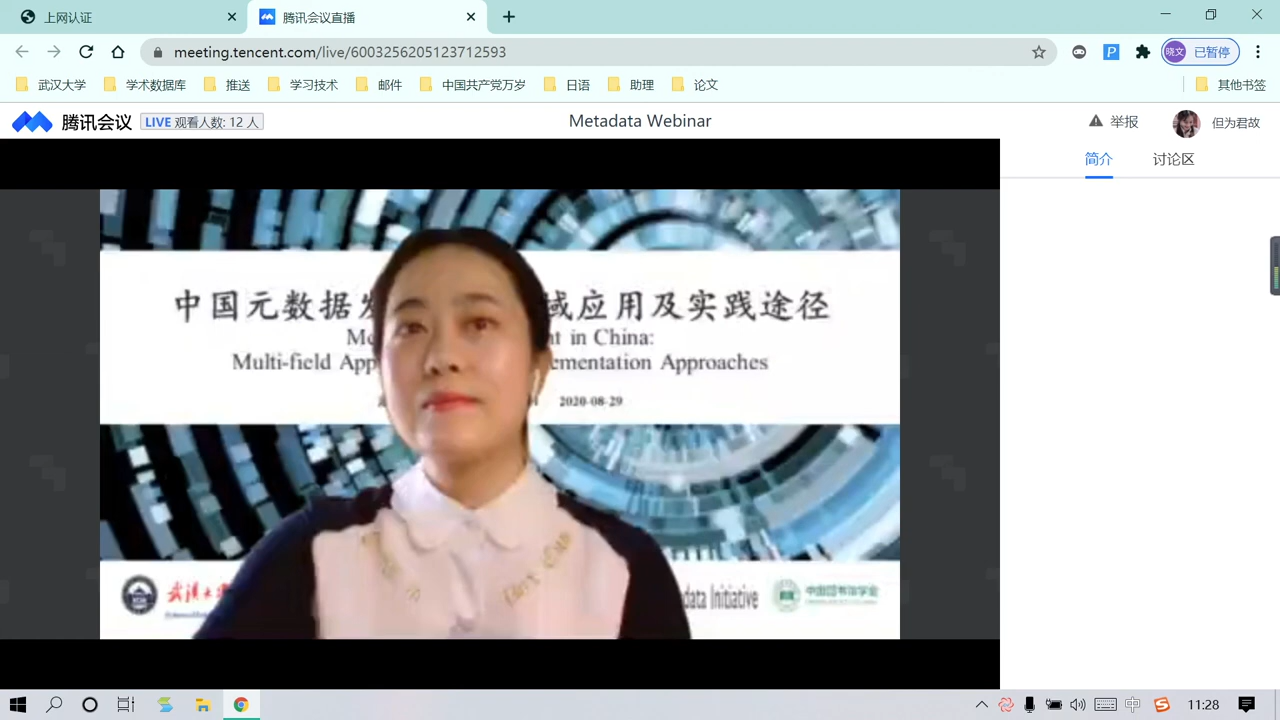 上网认证
腾讯会议直播
meeting.tencent.com/live/6003256205123712593
晓文 已暂停
武汉大学 学术数据库 推送 学习技术 邮件 中国共产党万岁 日语 助理 论文 其他书签
腾讯会议 LIVE 观看人数: 12 人
Metadata Webinar
举报 但为君故
简介 讨论区
中国元数据发 域应用及实践途径
in China:
Multi-field ementation Approaches
2020-08-29
武汉大
Initiative
中国图书馆学会
11:28